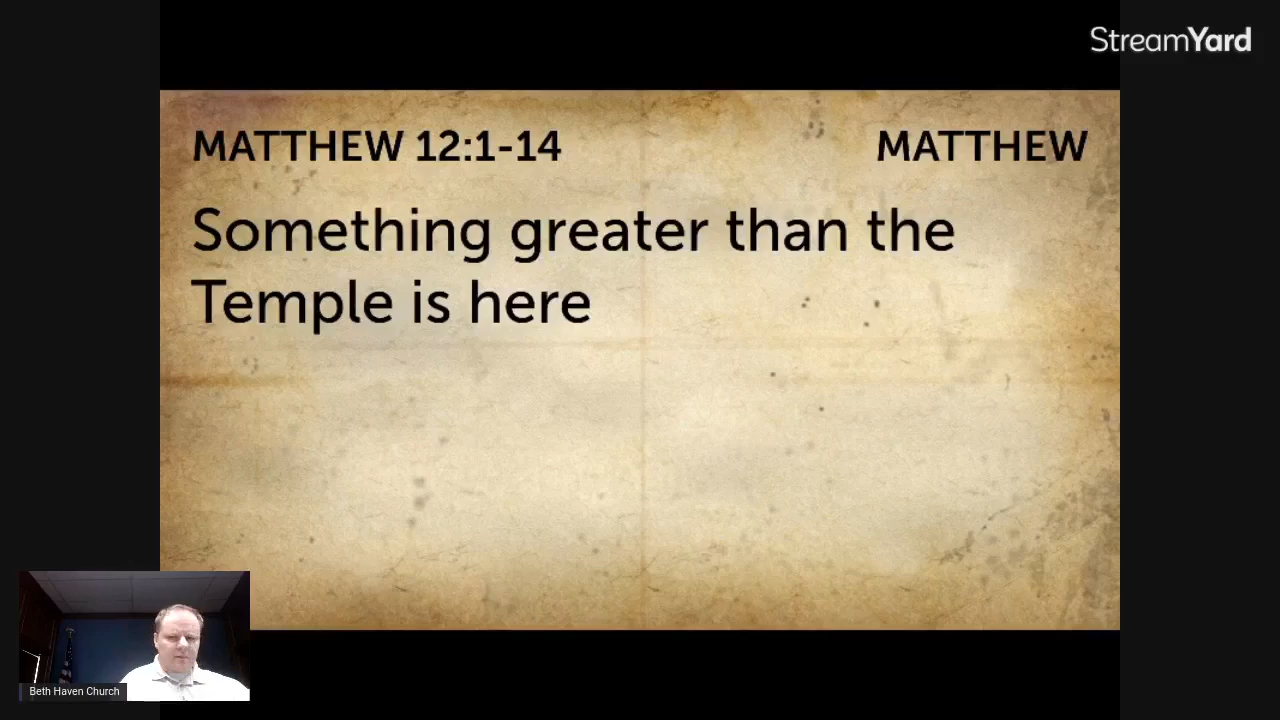 StreamYard
MATTHEW 12:1-14
MATTHEW
Something greater than the
Temple is here
Beth Haven Church